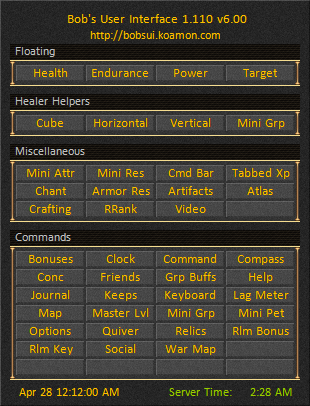 Bob's User Interface 1.110 v6.00
http://bobsui.koamon.com
Floating
Health Endurance Power Target
Healer Helpers
Cube Horizontal Vertical Mini Grp
Miscellaneous
Mini Attr Mini Res Cmd Bar Tabbed Xp
Chant Armor Res Artifacts Atlas
Crafting RRank Video
Commands
Bonuses Clock Command Compass
Conc Friends Grp Buffs Help
Journal Keeps Keyboard Lag Meter
Map Master Lvl Mini Grp Mini Pet
Options Quiver Relics Rlm Bonus
Rlm Key Social War Map
Apr 28 12:12:00 AM Server Time: 2:28 AM